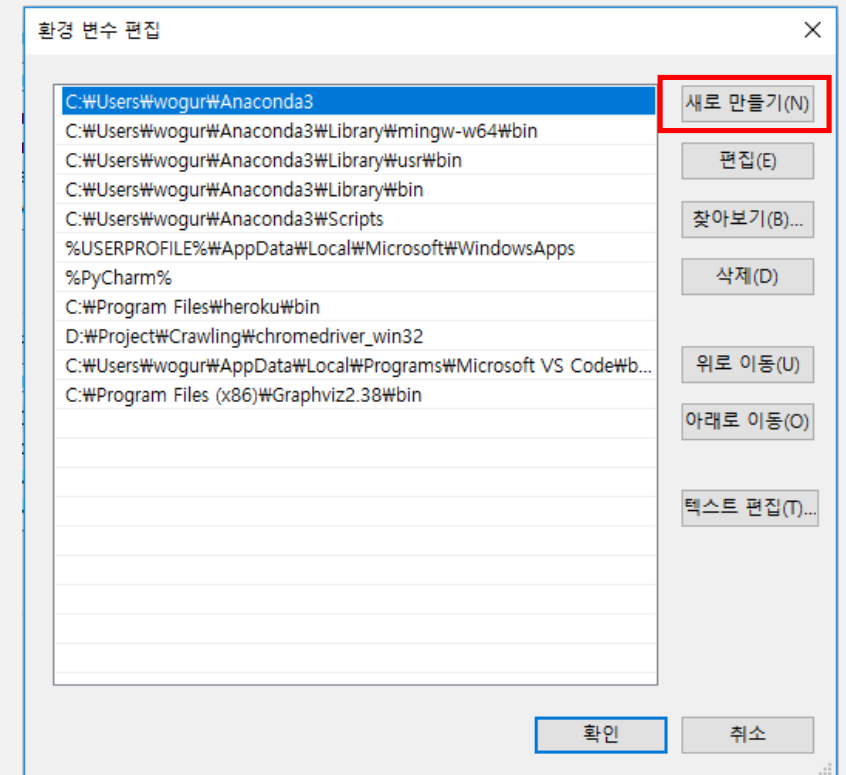 환경 변수 편집
C:₩Users₩wogur₩Anaconda3
새로 만들기(N)
C:₩Users₩wogur₩Anaconda3₩Library₩mingw-w64₩bin
C:₩Users₩wogur₩Anaconda3₩Library₩usr₩bin
편집(E)
C:₩Users₩wogur₩Anaconda3₩Library₩bin
C:₩Users₩wogur₩Anaconda3₩Scripts
찾아보기(B)...
%USERPROFILE%₩AppData₩Local₩Microsoft₩WindowsApps
%PyCharm%
삭제(D)
C:₩Program Files₩heroku₩bin
D:₩Project₩Crawling₩chromedriver_win32
C:₩Users₩wogur₩AppData₩Local₩Programs₩Microsoft VS Code₩b...
위로 이동(U)
C:₩Program Files (x86)₩Graphviz2.38₩bin
아래로 이동(O)
텍스트 편집(T)...
확인
취소